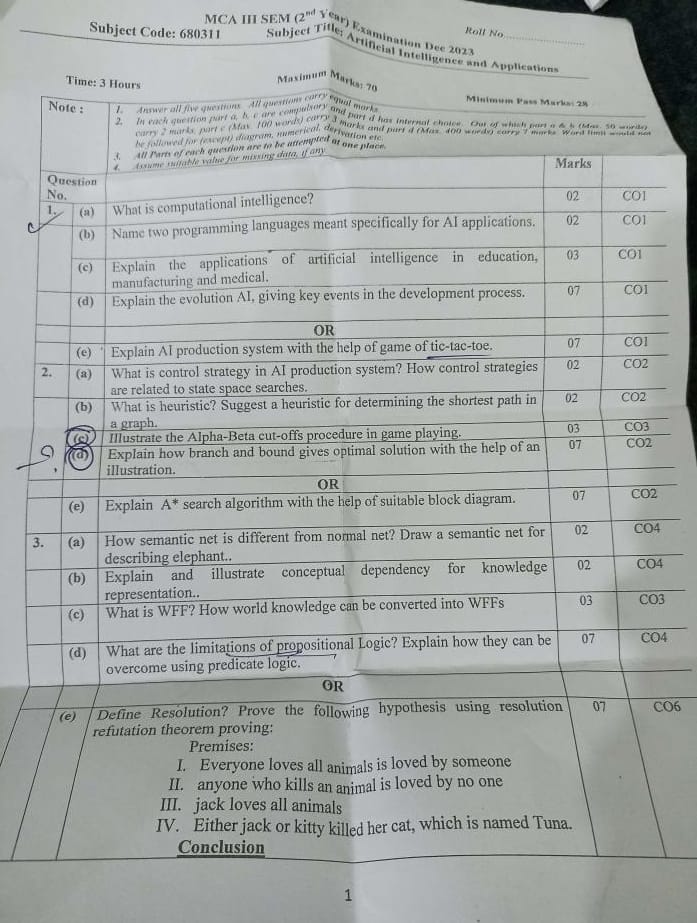 MCA III SEM (2nd Year) Examination Dec 2023
Roll No...........................
Subject Code: 680311
Subject Title: Artificial Intelligence and Applications
Time: 3 Hours
Maximum Marks: 70
Minimum Pass Marks: 28
Note :
1. Answer all five questions. All questions carry equal marks.
2. In each question part a, b, c are compulsory and part d has internal choice. Out of which part a & b (Max. 50 words)
carry 2 marks, part c (Max. 100 words) carry 3 marks and part d (Max. 400 words) carry 7 marks. Word limit would not
be followed for (except) diagram, numerical, derivation etc.
3. All Parts of each question are to be attempted at one place.
4. Assume suitable value for missing data, if any.
Marks
Question
No.
1. (a) What is computational intelligence? 02 CO1
(b) Name two programming languages meant specifically for AI applications. 02 CO1
(c) Explain the applications of artificial intelligence in education, 03 CO1
manufacturing and medical.
(d) Explain the evolution AI, giving key events in the development process. 07 CO1
OR
(e) Explain AI production system with the help of game of tic-tac-toe. 07 CO1
2. (a) What is control strategy in AI production system? How control strategies 02 CO2
are related to state space searches.
(b) What is heuristic? Suggest a heuristic for determining the shortest path in 02 CO2
a graph.
(c) Illustrate the Alpha-Beta cut-offs procedure in game playing. 03 CO3
(d) Explain how branch and bound gives optimal solution with the help of an 07 CO2
illustration.
OR
(e) Explain A* search algorithm with the help of suitable block diagram. 07 CO2
3. (a) How semantic net is different from normal net? Draw a semantic net for 02 CO4
describing elephant..
(b) Explain and illustrate conceptual dependency for knowledge 02 CO4
representation..
(c) What is WFF? How world knowledge can be converted into WFFs 03 CO3
(d) What are the limitations of propositional Logic? Explain how they can be 07 CO4
overcome using predicate logic.
OR
(e) Define Resolution? Prove the following hypothesis using resolution 07 CO6
refutation theorem proving:
Premises:
I. Everyone loves all animals is loved by someone
II. anyone who kills an animal is loved by no one
III. jack loves all animals
IV. Either jack or kitty killed her cat, which is named Tuna.
Conclusion
1